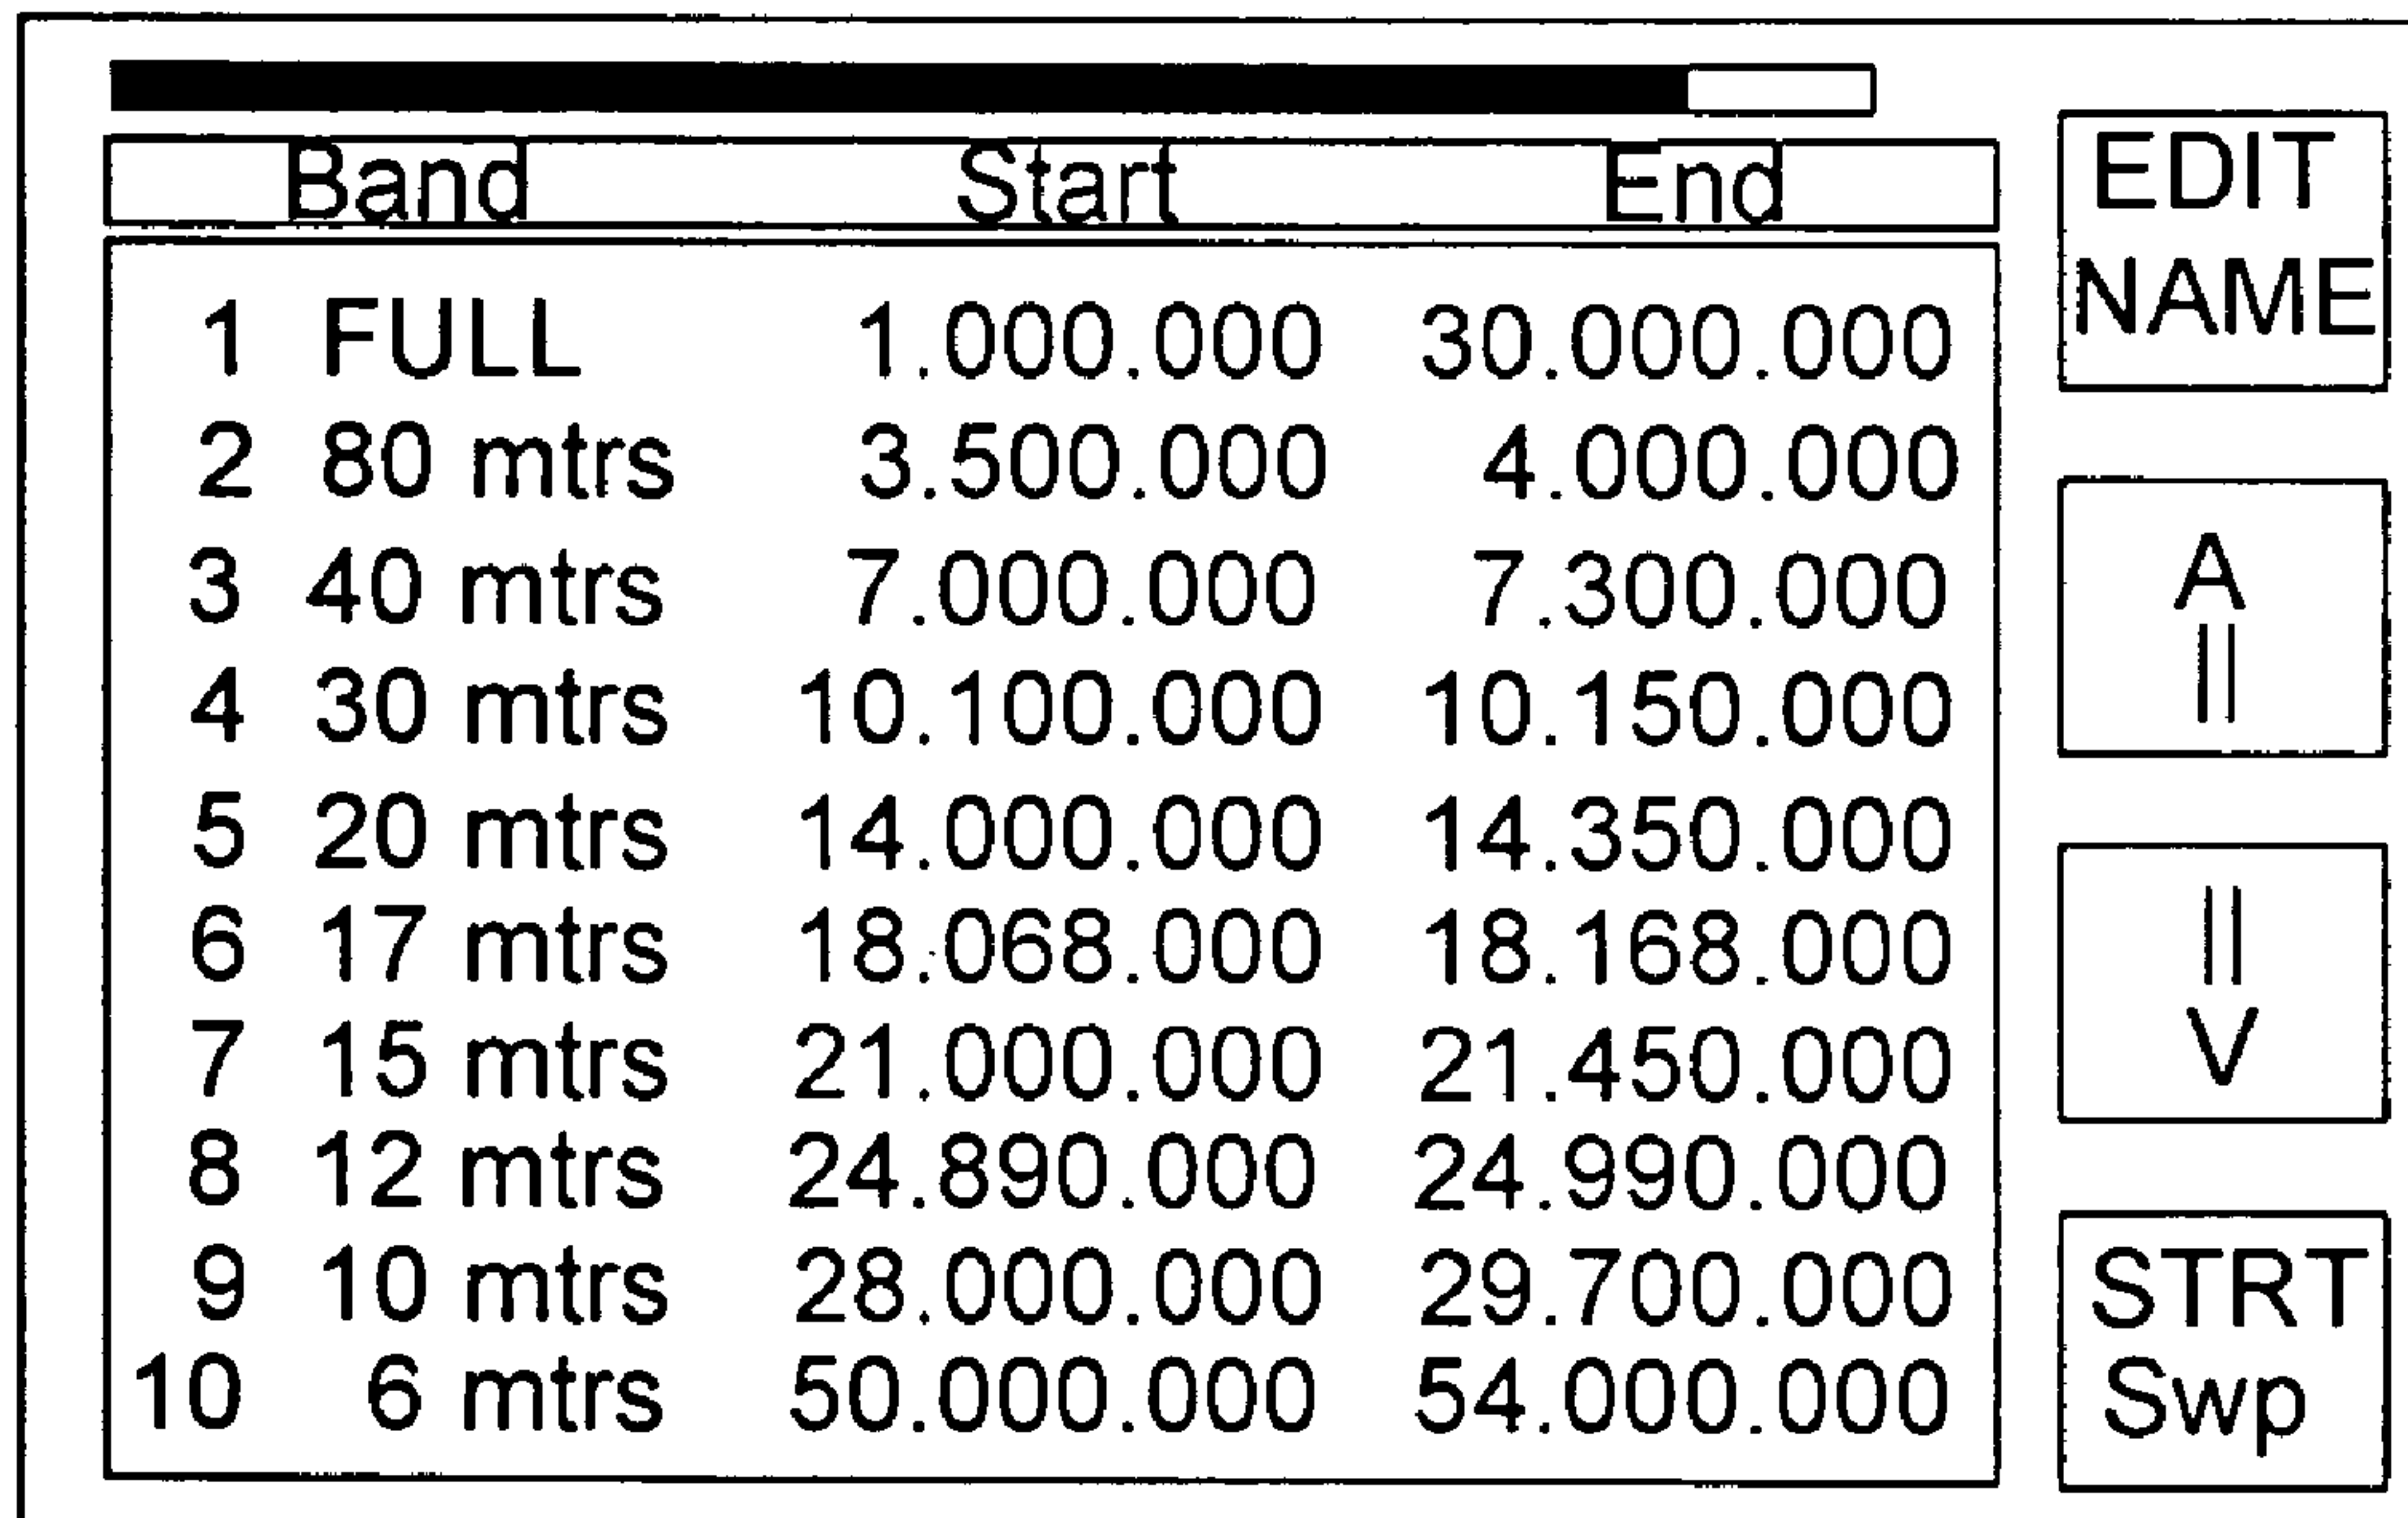 Band Start End
1 FULL 1.000.000 30.000.000
2 80 mtrs 3.500.000 4.000.000
3 40 mtrs 7.000.000 7.300.000
4 30 mtrs 10.100.000 10.150.000
5 20 mtrs 14.000.000 14.350.000
6 17 mtrs 18.068.000 18.168.000
7 15 mtrs 21.000.000 21.450.000
8 12 mtrs 24.890.000 24.990.000
9 10 mtrs 28.000.000 29.700.000
10 6 mtrs 50.000.000 54.000.000
EDIT
NAME
A
||
||
V
STRT
Swp